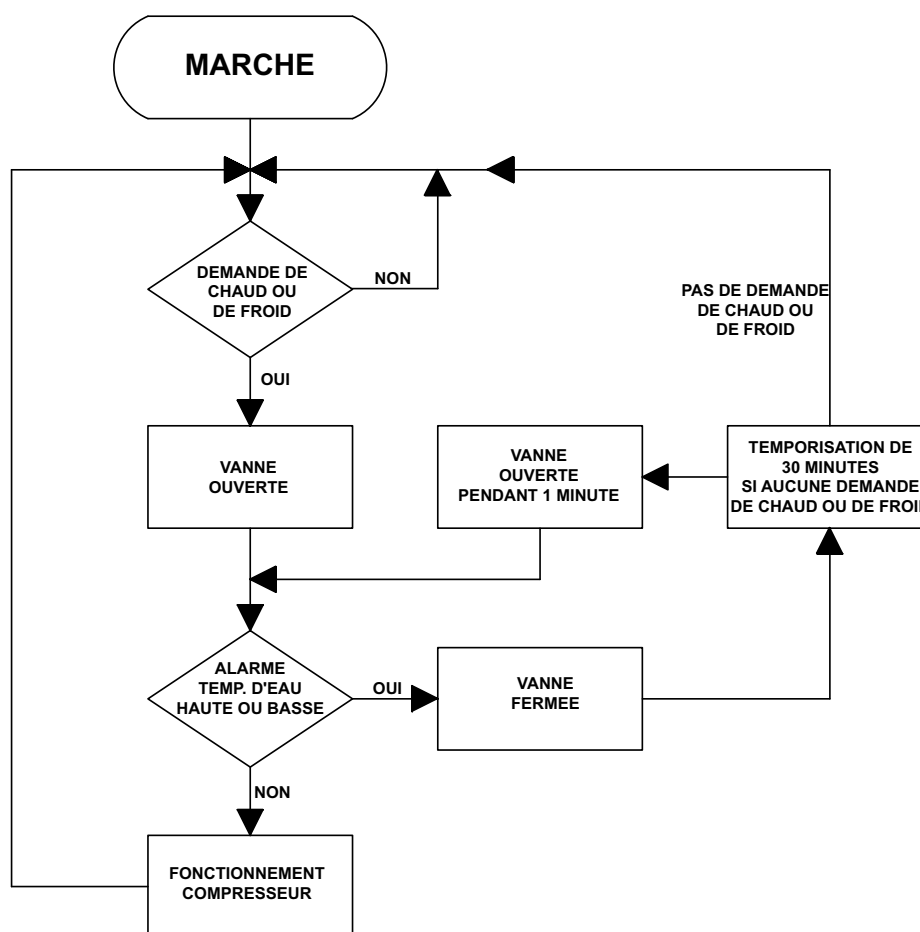 MARCHE
DEMANDE DE
CHAUD OU
DE FROID
NON
PAS DE DEMANDE
DE CHAUD OU
DE FROID
OUI
VANNE
OUVERTE
VANNE
OUVERTE
PENDANT 1 MINUTE
TEMPORISATION DE
30 MINUTES
SI AUCUNE DEMANDE
DE CHAUD OU DE FROID
ALARME
TEMP. D'EAU
HAUTE OU BASSE
OUI
VANNE
FERMEE
NON
FONCTIONNEMENT
COMPRESSEUR